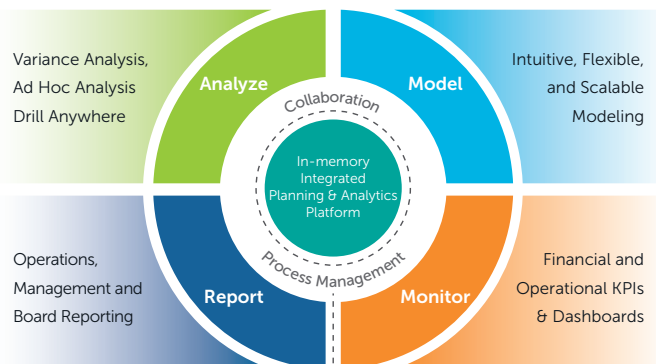 Variance Analysis,
Ad Hoc Analysis
Drill Anywhere
Analyze
Model
Intuitive, Flexible,
and Scalable
Modeling
Collaboration
In-memory
Integrated
Planning & Analytics
Platform
Process Management
Operations,
Management and
Board Reporting
Report
Monitor
Financial and
Operational KPIs
& Dashboards